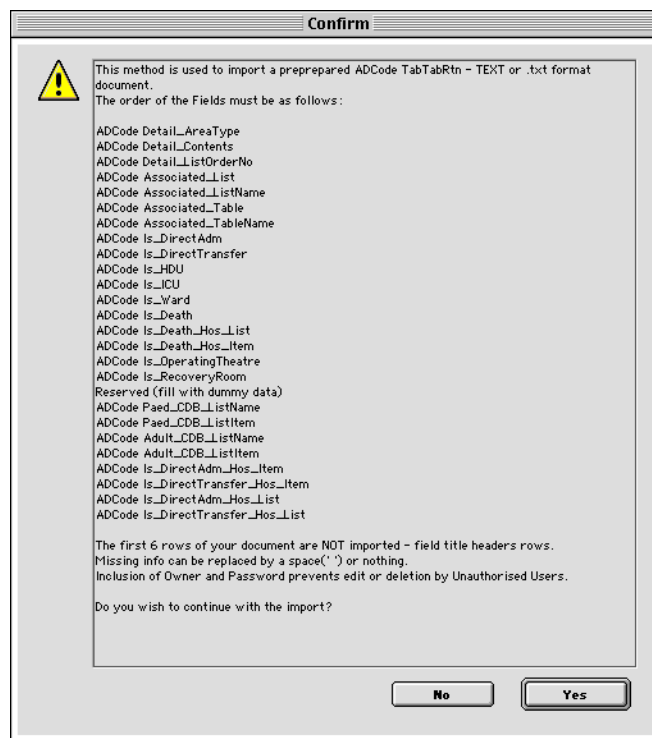 Confirm
This method is used to import a preprepared ADCode TabTabRtn - TEXT or .txt format
document.
The order of the Fields must be as follows:
ADCode Detail_AreaType
ADCode Detail_Contents
ADCode Detail_ListOrderNo
ADCode Associated_List
ADCode Associated_ListName
ADCode Associated_Table
ADCode Associated_TableName
ADCode Is_DirectAdm
ADCode Is_DirectTransfer
ADCode Is_HDU
ADCode Is_ICU
ADCode Is_Ward
ADCode Is_Death
ADCode Is_Death_Hos_List
ADCode Is_Death_Hos_Item
ADCode Is_OperatingTheatre
ADCode Is_RecoveryRoom
Reserved (fill with dummy data)
ADCode Paed_CDB_ListName
ADCode Paed_CDB_ListItem
ADCode Adult_CDB_ListName
ADCode Adult_CDB_ListItem
ADCode Is_DirectAdm_Hos_Item
ADCode Is_DirectTransfer_Hos_Item
ADCode Is_DirectAdm_Hos_List
ADCode Is_DirectTransfer_Hos_List
The first 6 rows of your document are NOT imported - field title headers rows.
Missing info can be replaced by a space(' ') or nothing.
Inclusion of Owner and Password prevents edit or deletion by Unauthorised Users.
Do you wish to continue with the import?
No
Yes